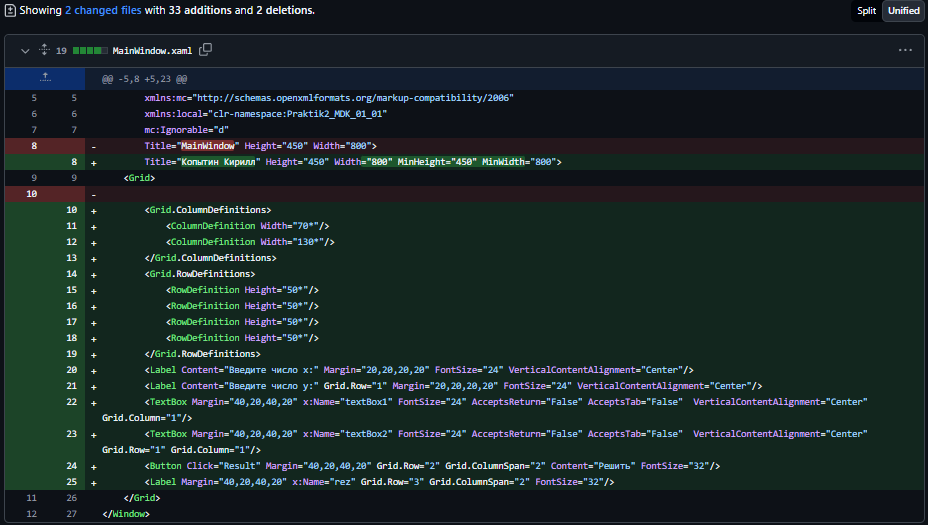 Showing 2 changed files with 33 additions and 2 deletions.
Split Unified
19 MainWindow.xaml
@@ -5,8 +5,23 @@
5 5 xmlns:mc="http://schemas.openxmlformats.org/markup-compatibility/2006"
6 6 xmlns:local="clr-namespace:Praktik2_MDK_01_01"
7 7 mc:Ignorable="d"
8 - Title="MainWindow" Height="450" Width="800">
8 + Title="Копытин Кирилл" Height="450" Width="800" MinHeight="450" MinWidth="800">
9 9 <Grid>
10 -
10 + <Grid.ColumnDefinitions>
11 + <ColumnDefinition Width="70*"/>
12 + <ColumnDefinition Width="130*"/>
13 + </Grid.ColumnDefinitions>
14 + <Grid.RowDefinitions>
15 + <RowDefinition Height="50*"/>
16 + <RowDefinition Height="50*"/>
17 + <RowDefinition Height="50*"/>
18 + <RowDefinition Height="50*"/>
19 + </Grid.RowDefinitions>
20 + <Label Content="Введите число x:" Margin="20,20,20,20" FontSize="24" VerticalContentAlignment="Center"/>
21 + <Label Content="Введите число y:" Grid.Row="1" Margin="20,20,20,20" FontSize="24" VerticalContentAlignment="Center"/>
22 + <TextBox Margin="40,20,40,20" x:Name="textBox1" FontSize="24" AcceptsReturn="False" AcceptsTab="False"  VerticalContentAlignment="Center"
Grid.Column="1"/>
23 + <TextBox Margin="40,20,40,20" x:Name="textBox2" FontSize="24" AcceptsReturn="False" AcceptsTab="False"  VerticalContentAlignment="Center"
Grid.Row="1" Grid.Column="1"/>
24 + <Button Click="Result" Margin="40,20,40,20" Grid.Row="2" Grid.ColumnSpan="2" Content="Решить" FontSize="32"/>
25 + <Label Margin="40,20,40,20" x:Name="rez" Grid.Row="3" Grid.ColumnSpan="2" FontSize="32"/>
11 26 </Grid>
12 27 </Window>